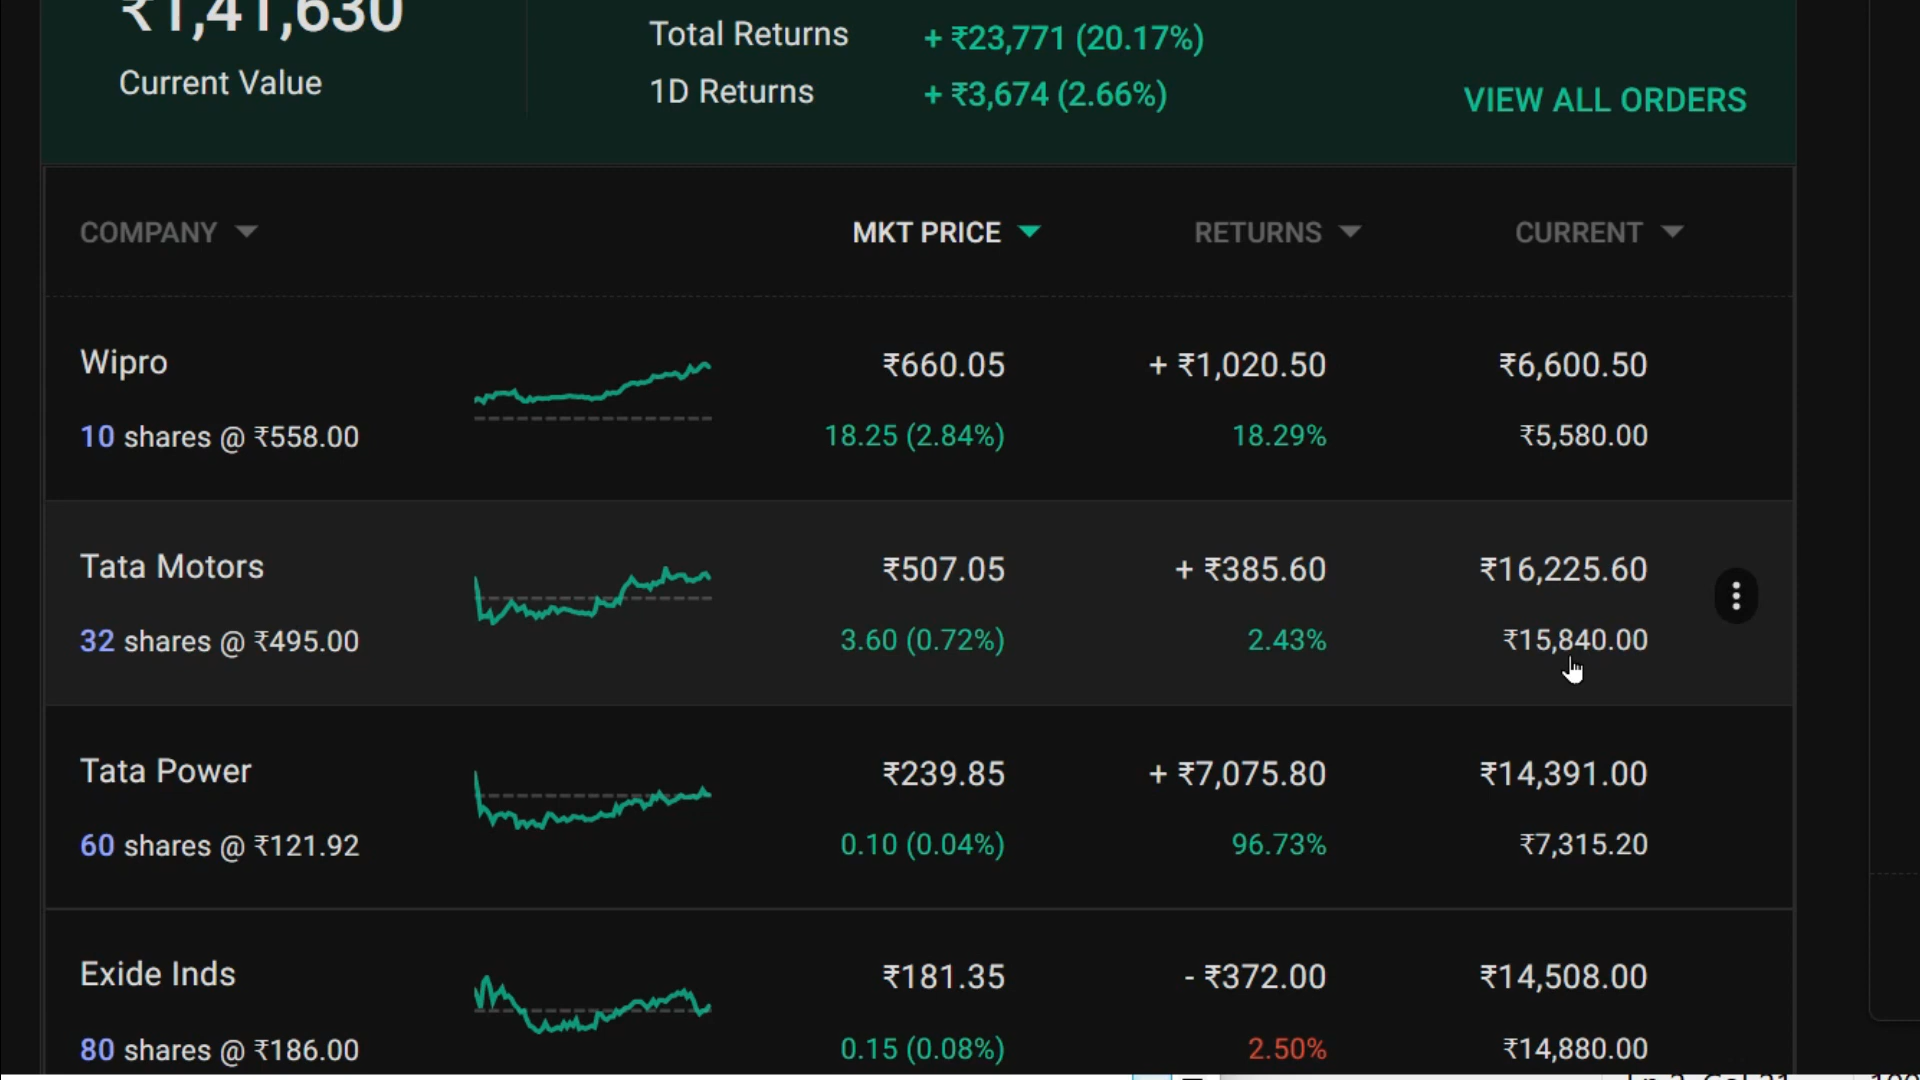 ₹1,41,630
Current Value
Total Returns + ₹23,771 (20.17%)
1D Returns + ₹3,674 (2.66%)
VIEW ALL ORDERS
COMPANY MKT PRICE RETURNS CURRENT
Wipro ₹660.05 + ₹1,020.50 ₹6,600.50
10 shares @ ₹558.00 18.25 (2.84%) 18.29% ₹5,580.00
Tata Motors ₹507.05 + ₹385.60 ₹16,225.60
32 shares @ ₹495.00 3.60 (0.72%) 2.43% ₹15,840.00
Tata Power ₹239.85 + ₹7,075.80 ₹14,391.00
60 shares @ ₹121.92 0.10 (0.04%) 96.73% ₹7,315.20
Exide Inds ₹181.35 - ₹372.00 ₹14,508.00
80 shares @ ₹186.00 0.15 (0.08%) 2.50% ₹14,880.00